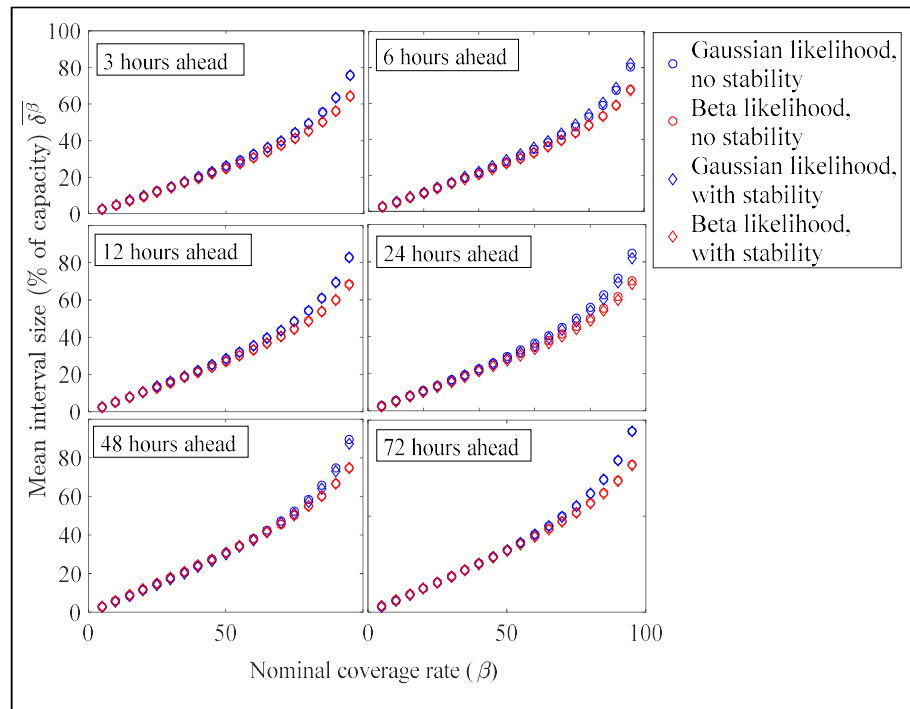 Mean interval size (% of capacity) $\overline{\delta^{\beta}}$
100
80
60
40
20
0
3 hours ahead
6 hours ahead
80
60
40
20
0
12 hours ahead
24 hours ahead
80
60
40
20
0
48 hours ahead
72 hours ahead
0
50
0
50
100
Nominal coverage rate (β)
Gaussian likelihood,
no stability
Beta likelihood,
no stability
Gaussian likelihood,
with stability
Beta likelihood,
with stability